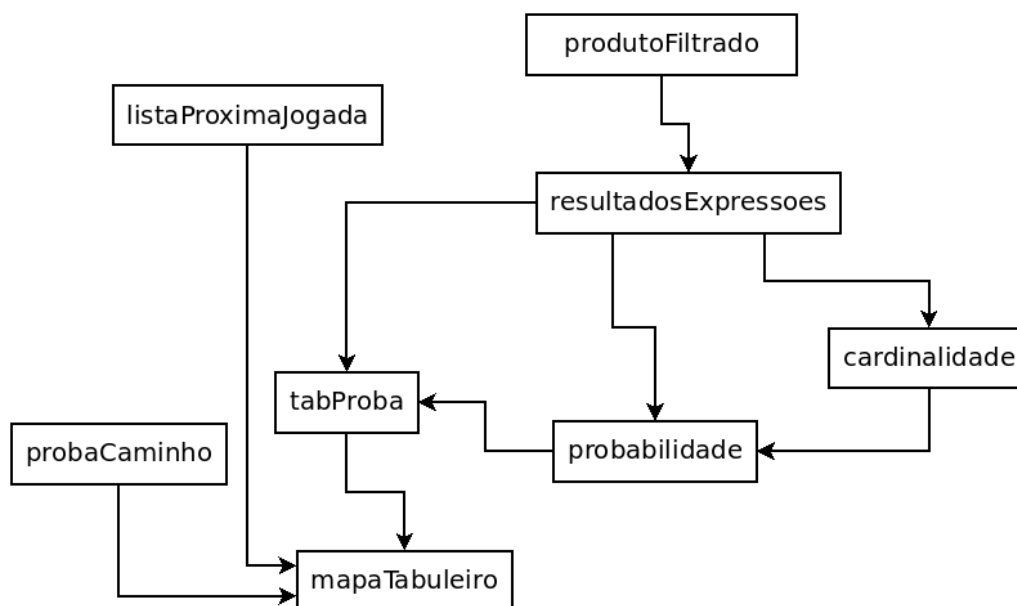 produtoFiltrado
listaProximaJogada
resultadosExpressoes
cardinalidade
tabProba
probaCaminho
probabilidade
mapaTabuleiro